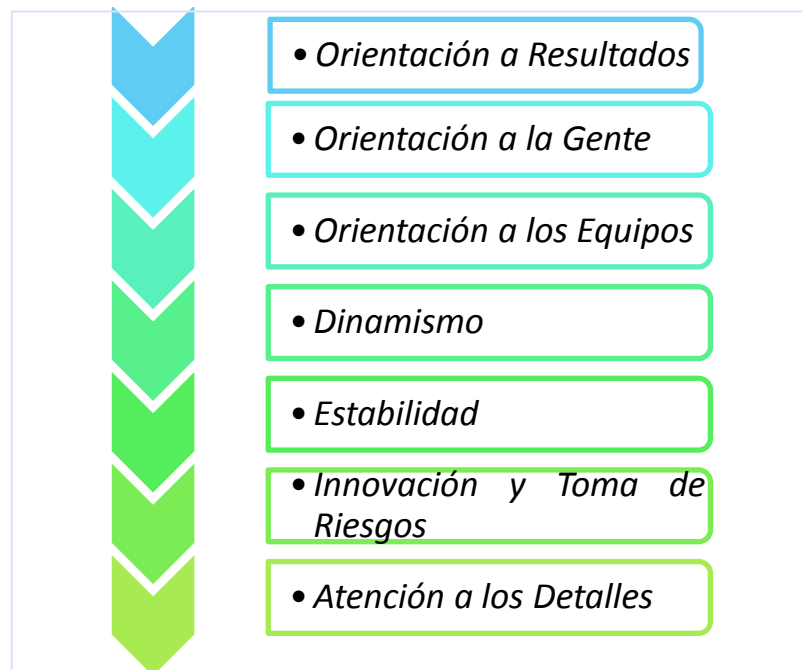 • Orientación a Resultados
• Orientación a la Gente
• Orientación a los Equipos
• Dinamismo
• Estabilidad
• Innovación y Toma de
Riesgos
• Atención a los Detalles